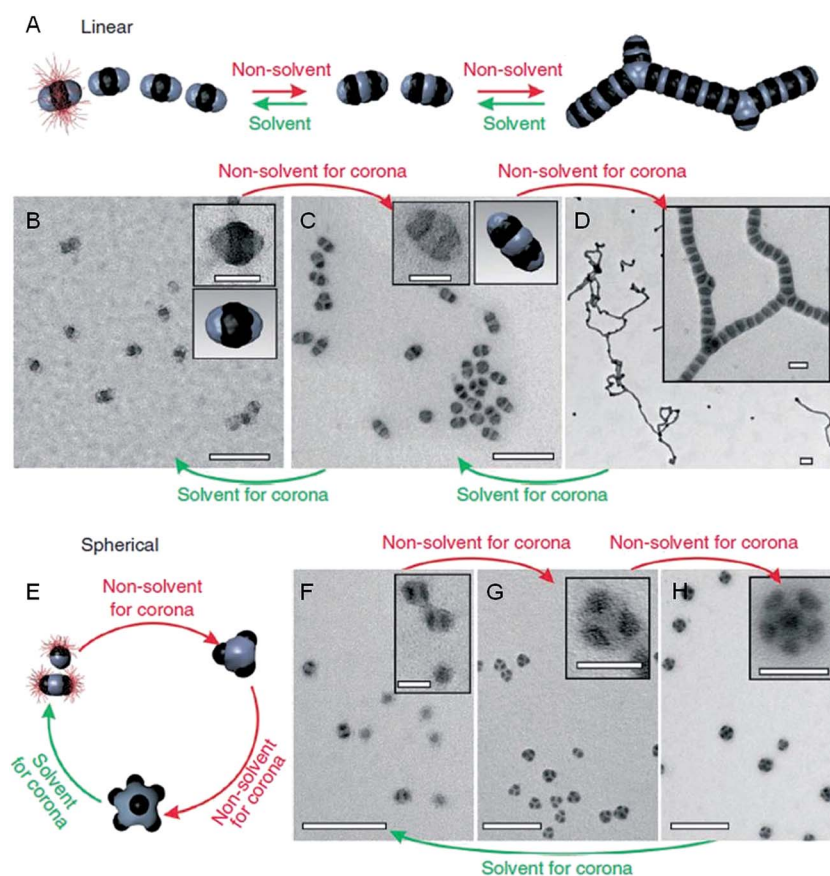 A
Linear
Non-solvent
Solvent
Non-solvent
Solvent
Non-solvent for corona
Non-solvent for corona
B
C
D
Solvent for corona
Solvent for corona
Spherical
E
Non-solvent
for corona
Non-solvent
for corona
Solvent
for corona
Non-solvent for corona
Non-solvent for corona
F
G
H
Solvent for corona